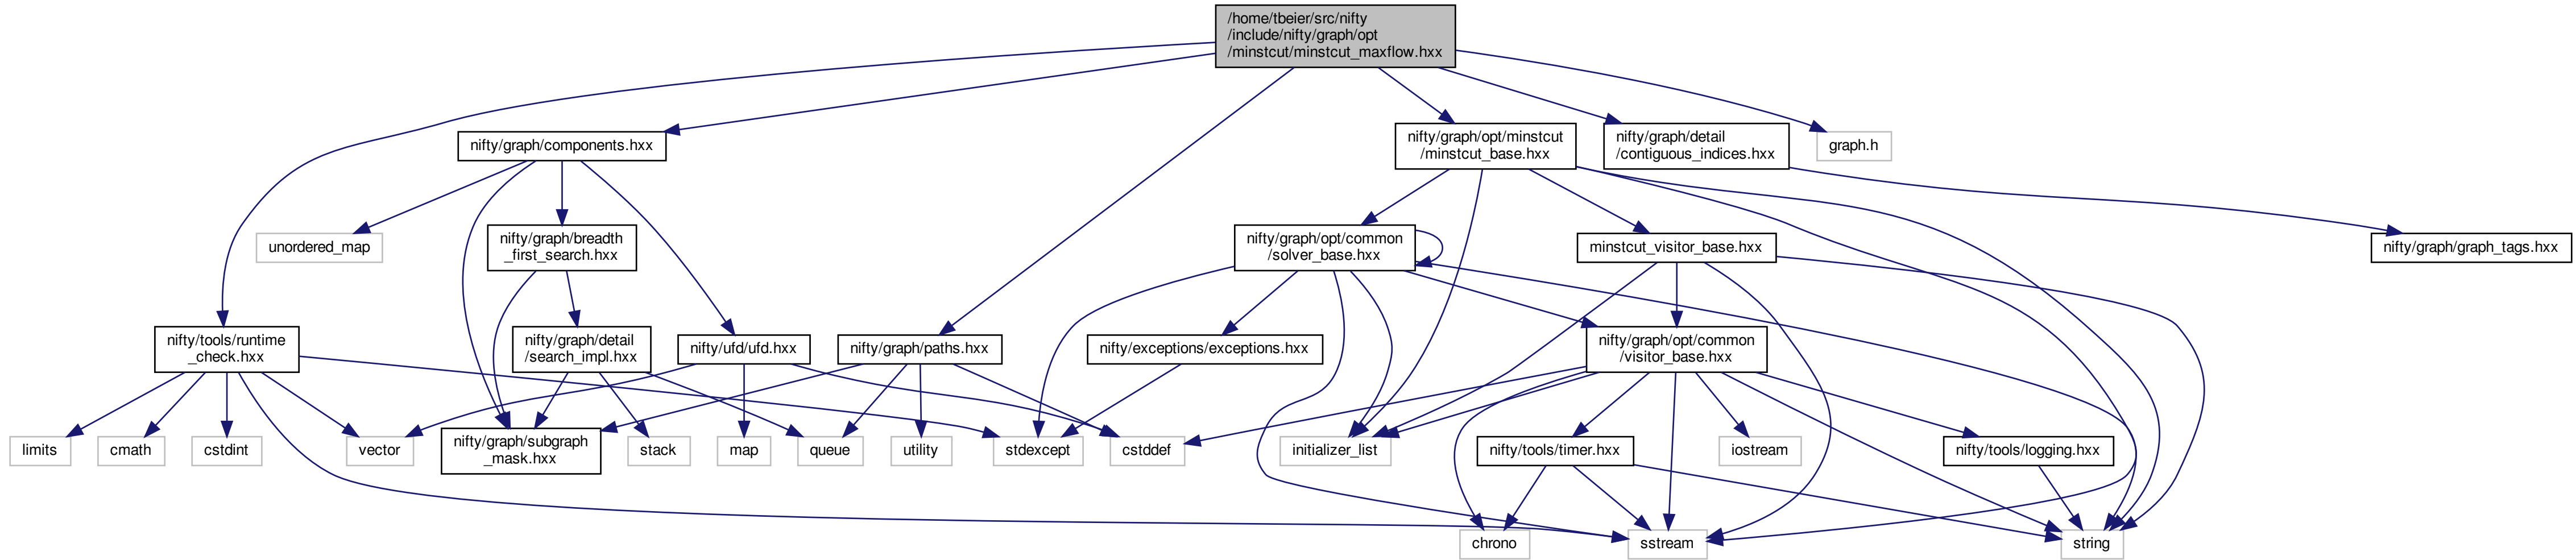 /home/tbeier/src/nifty
/include/nifty/graph/opt
/minstcut/minstcut_maxflow.hxx
nifty/graph/components.hxx
nifty/graph/opt/minstcut
/minstcut_base.hxx
nifty/graph/detail
/contiguous_indices.hxx
graph.h
unordered_map
nifty/graph/breadth
_first_search.hxx
nifty/graph/opt/common
/solver_base.hxx
minstcut_visitor_base.hxx
nifty/graph/graph_tags.hxx
nifty/tools/runtime
_check.hxx
nifty/graph/detail
/search_impl.hxx
nifty/ufd/ufd.hxx
nifty/graph/paths.hxx
nifty/exceptions/exceptions.hxx
nifty/graph/opt/common
/visitor_base.hxx
limits
cmath
cstdint
vector
nifty/graph/subgraph
_mask.hxx
stack
map
queue
utility
stdexcept
cstddef
initializer_list
nifty/tools/timer.hxx
iostream
nifty/tools/logging.hxx
chrono
sstream
string